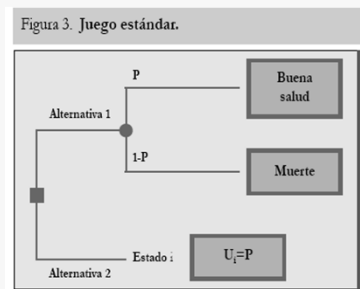 Figura 3. Juego estándar.
P
Buena
salud
Alternativa 1
1-P
Muerte
Estado i
Uᵢ=P
Alternativa 2